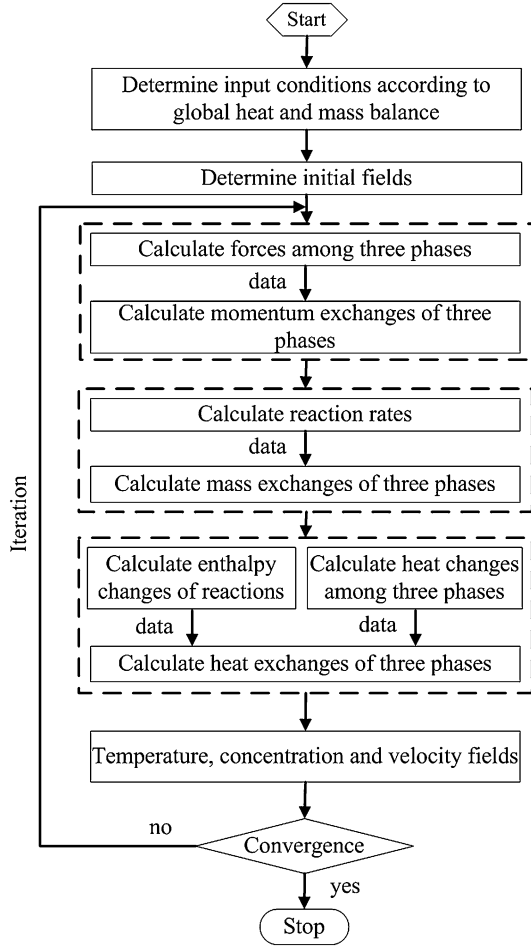 Start
Determine input conditions according to
global heat and mass balance
Determine initial fields
Calculate forces among three phases
data
Calculate momentum exchanges of three
phases
Calculate reaction rates
data
Calculate mass exchanges of three phases
Iteration
Calculate enthalpy
changes of reactions
Calculate heat changes
among three phases
data
data
Calculate heat exchanges of three phases
Temperature, concentration and velocity fields
no
Convergence
yes
Stop